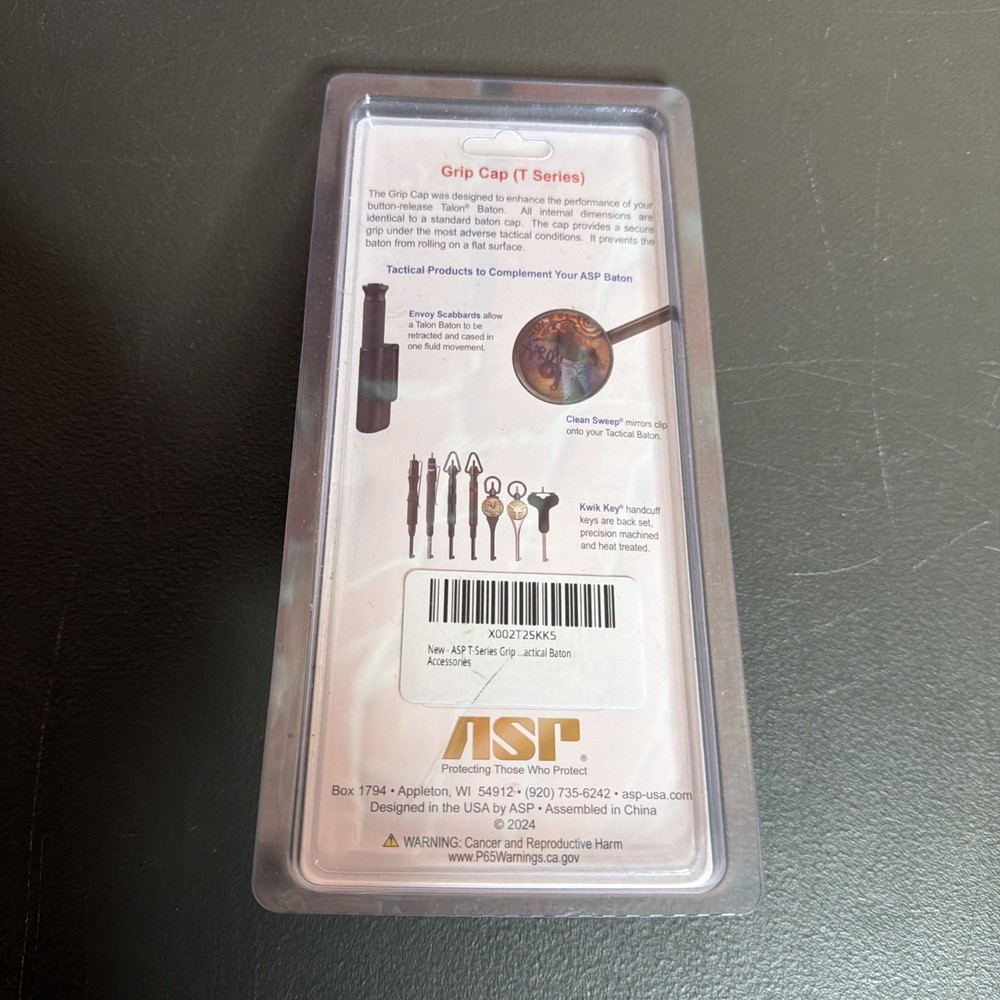 Grip Cap (T Series)
The Grip Cap was designed to enhance the performance of your
button-release Talon® Baton. All internal dimensions are
identical to a standard baton cap. The cap provides a secure
grip under the most adverse tactical conditions. It prevents the
baton from rolling on a flat surface.
Tactical Products to Complement Your ASP Baton
Envoy Scabbards allow
a Talon Baton to be
retracted and cased in
one fluid movement.
Clean Sweep® mirrors clip
onto your Tactical Baton.
Kwik Key® handcuff
keys are back set,
precision machined
and heat treated.
X002T2SKK5
New - ASP T-Series Grip ...actical Baton
Accessories
ASP®
Protecting Those Who Protect
Box 1794 • Appleton, WI 54912 • (920) 735-6242 • asp-usa.com
Designed in the USA by ASP • Assembled in China
© 2024
⚠ WARNING: Cancer and Reproductive Harm
www.P65Warnings.ca.gov